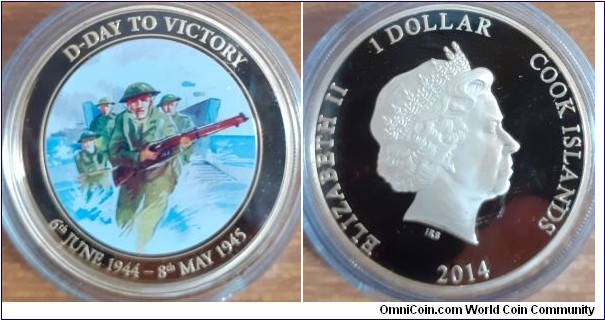 D-DAY TO VICTORY
6th JUNE 1944 – 8th MAY 1945
ELIZABETH II
1 DOLLAR
COOK ISLANDS
IRB
2014
OmniCoin.com World Coin Community